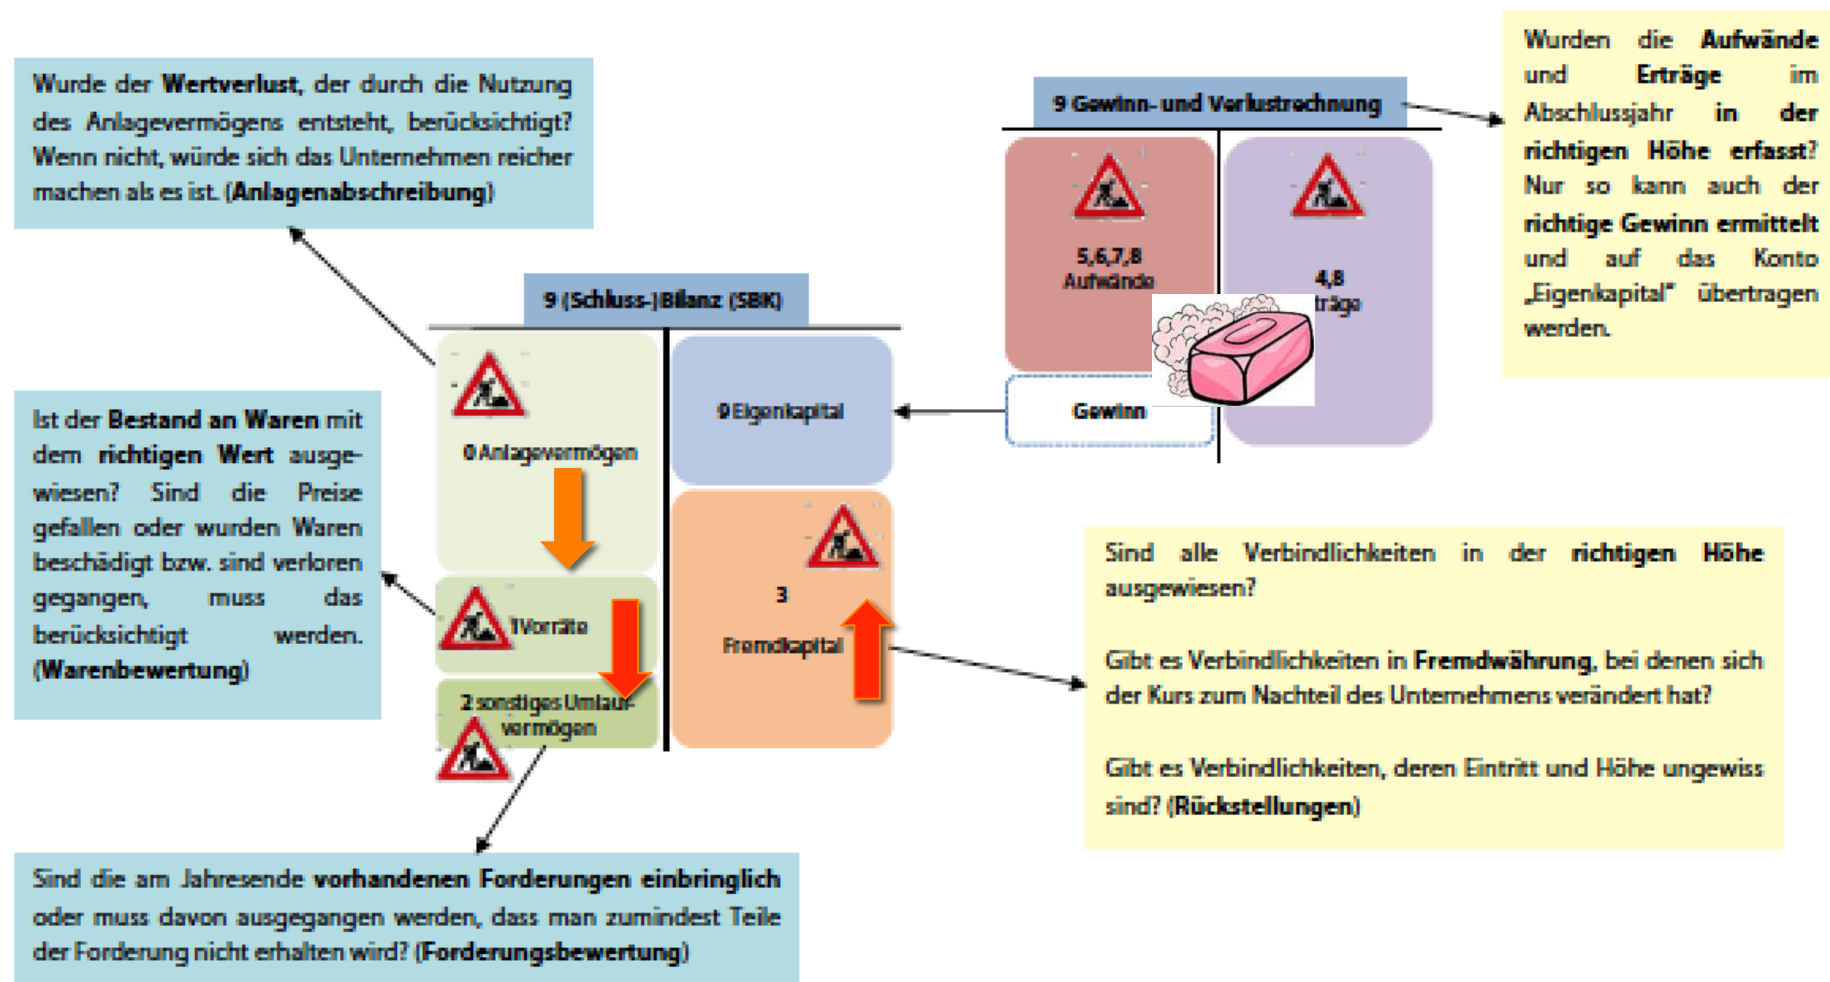 Wurde der Wertverlust, der durch die Nutzung
des Anlagevermögens entsteht, berücksichtigt?
Wenn nicht, würde sich das Unternehmen reicher
machen als es ist. (Anlagenabschreibung)
9 Gewinn- und Verlustrechnung
Wurden die Aufwände
und Erträge im
Abschlussjahr in der
richtigen Höhe erfasst?
Nur so kann auch der
richtige Gewinn ermittelt
und auf das Konto
„Eigenkapital“ übertragen
werden.
5,6,7,8
Aufwände
4,8
träge
Gewinn
9 (Schluss-)Bilanz (SBK)
0 Anlagevermögen
9 Eigenkapital
Ist der Bestand an Waren mit
dem richtigen Wert ausge-
wiesen? Sind die Preise
gefallen oder wurden Waren
beschädigt bzw. sind verloren
gegangen, muss das
berücksichtigt werden.
(Warenbewertung)
1Vorräte
2 sonstiges Umlauf-
vermögen
3
Fremdkapital
Sind alle Verbindlichkeiten in der richtigen Höhe
ausgewiesen?
Gibt es Verbindlichkeiten in Fremdwährung, bei denen sich
der Kurs zum Nachteil des Unternehmens verändert hat?
Gibt es Verbindlichkeiten, deren Eintritt und Höhe ungewiss
sind? (Rückstellungen)
Sind die am Jahresende vorhandenen Forderungen einbringlich
oder muss davon ausgegangen werden, dass man zumindest Teile
der Forderung nicht erhalten wird? (Forderungsbewertung)